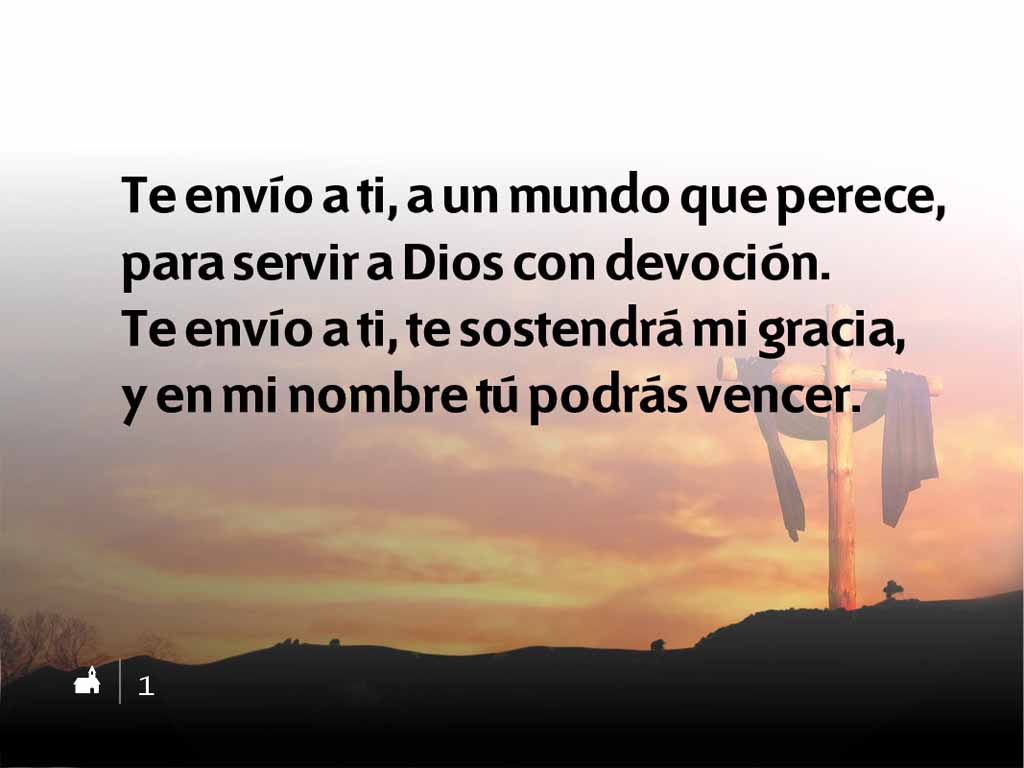 Te envío a ti, a un mundo que perece,
para servir a Dios con devoción.
Te envío a ti, te sostendrá mi gracia,
y en mi nombre tú podrás vencer.
1